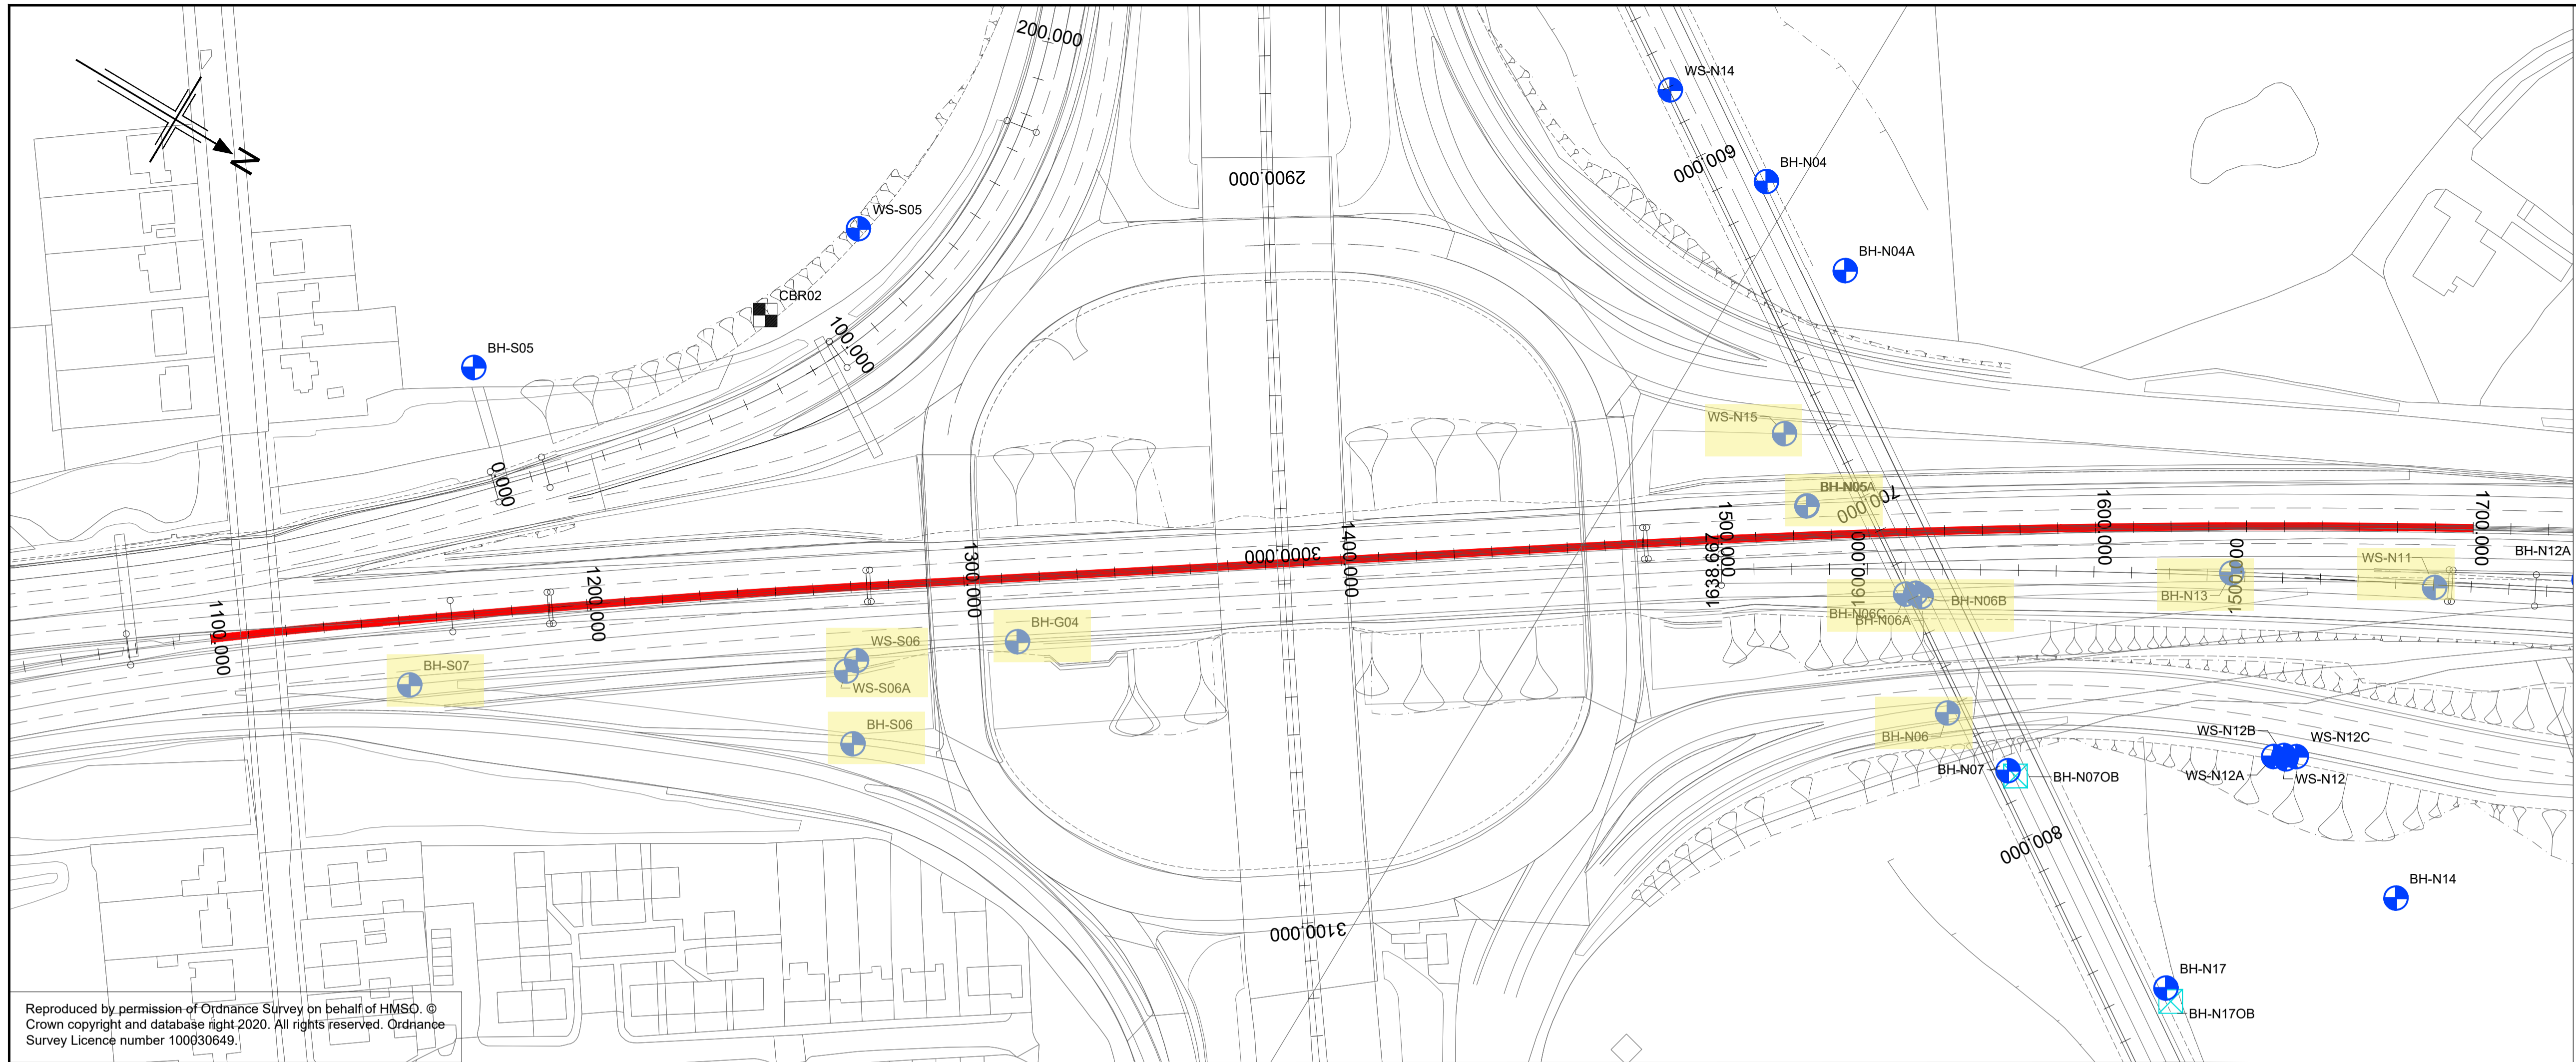 200.000
WS-N14
600.000
N
BH-N04
2900.000
WS-S05
BH-N04A
CBR02
100.000
BH-S05
WS-N15
0.000
BH-N05A
700.000
1500.000
1600.000
1700.000
1639.667
1600.000
1500.000
3000.000
1400.000
1300.000
1200.000
1100.000
BH-N12A
WS-N11
BH-N13
BH-N06B
BH-N06C
BH-N06A
BH-G04
WS-S06
WS-S06A
BH-S07
BH-S06
BH-N06
WS-N12B
WS-N12C
WS-N12A
WS-N12
BH-N07
BH-N07OB
800.000
BH-N14
3100.000
BH-N17
BH-N17OB
Reproduced by permission of Ordnance Survey on behalf of HMSO. ©
Crown copyright and database right 2020. All rights reserved. Ordnance
Survey Licence number 100030649.